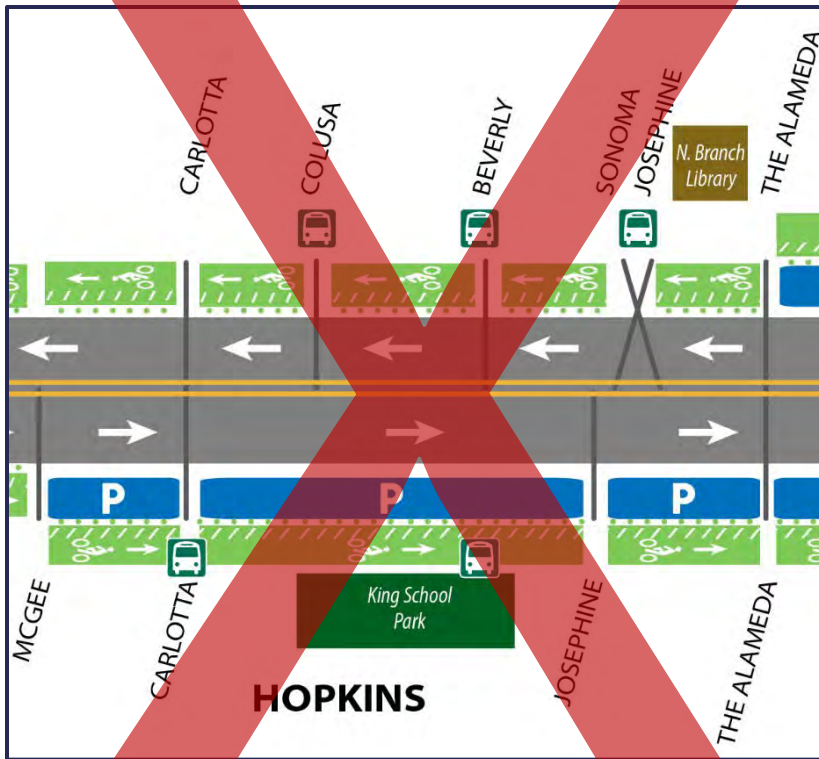 CARLOTTA
COLUSA
BEVERLY
SONOMA
JOSEPHINE
THE ALAMEDA
N. Branch
Library
P
P
P
MCGEE
CARLOTTA
King School
Park
JOSEPHINE
THE ALAMEDA
HOPKINS